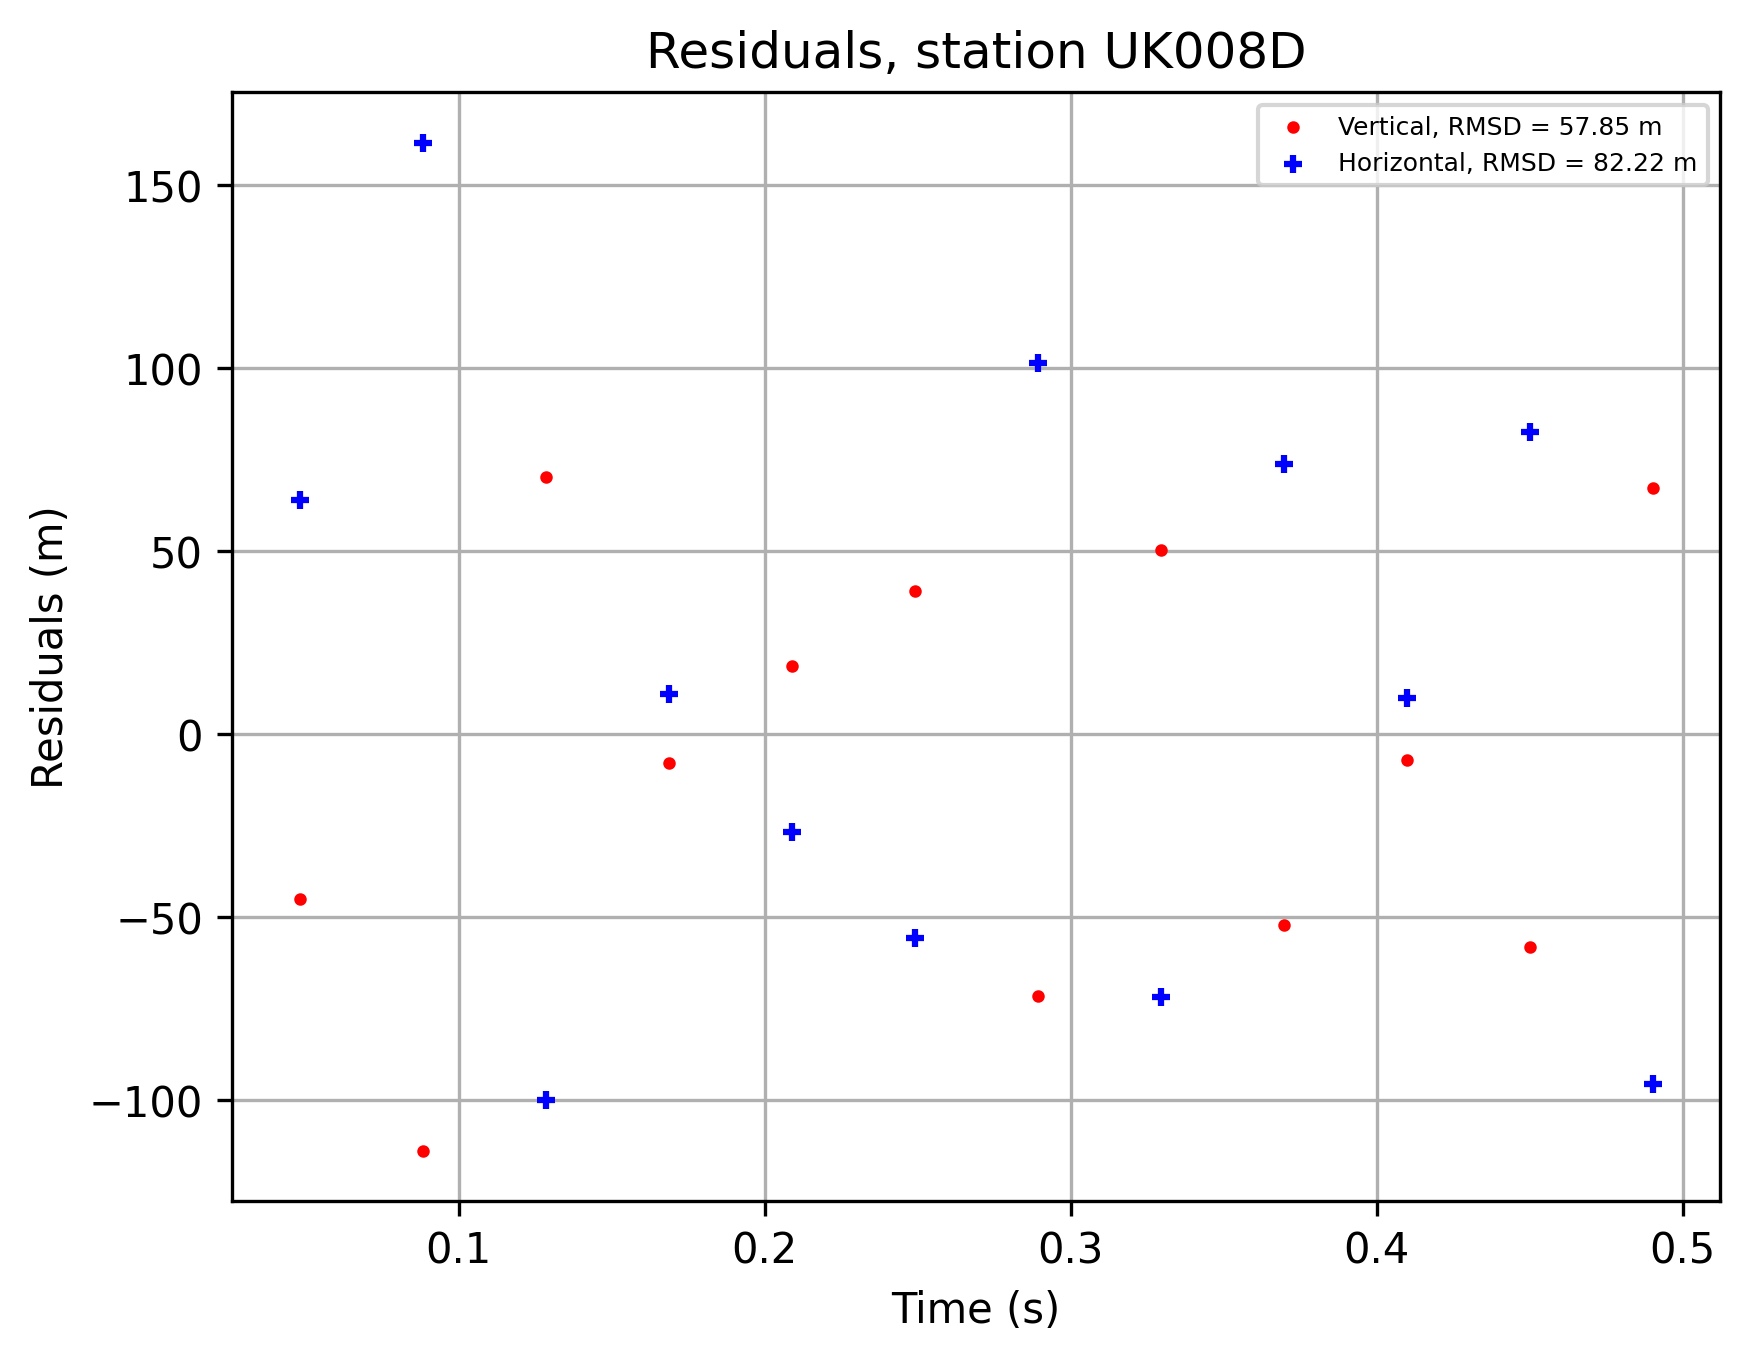 Residuals, station UK008D
Vertical, RMSD = 57.85 m
Horizontal, RMSD = 82.22 m
Residuals (m)
150
100
50
0
−50
−100
0.1 0.2 0.3 0.4 0.5
Time (s)